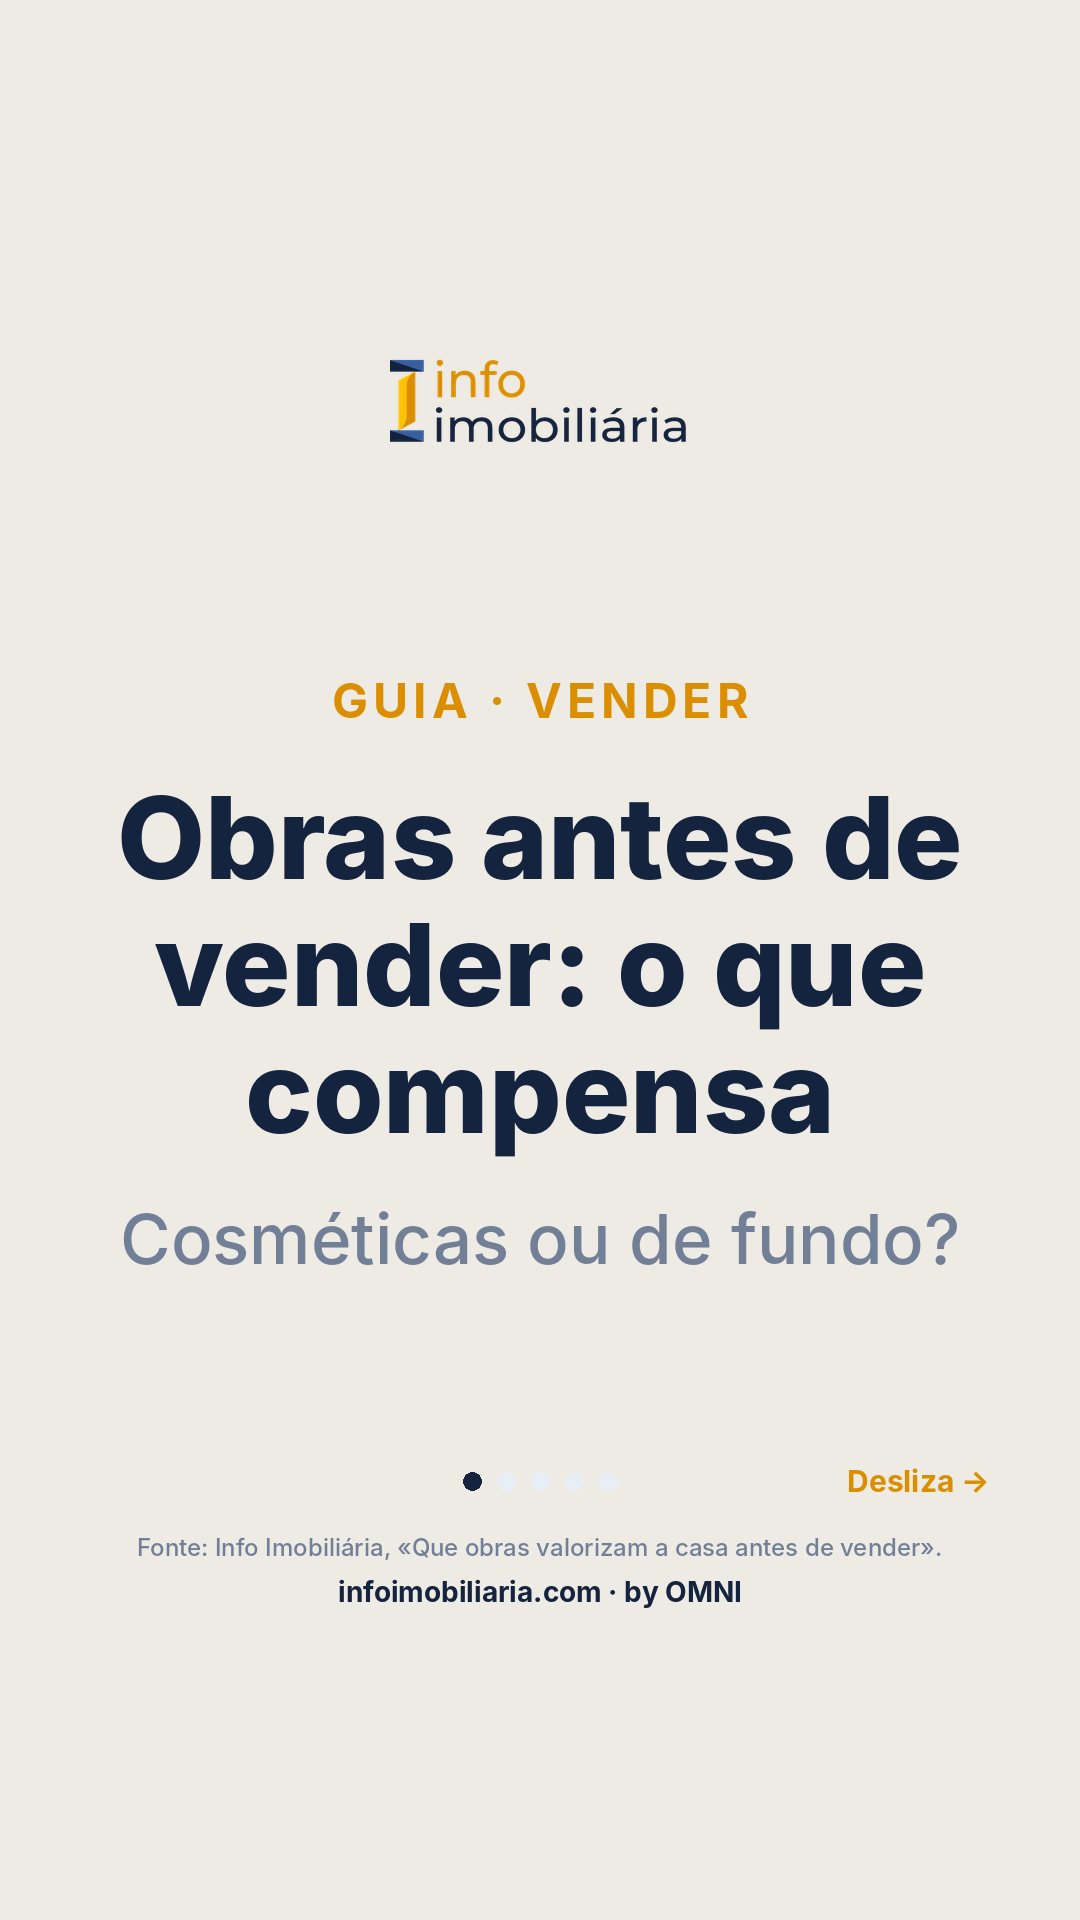 info
imobiliária
GUIA · VENDER
Obras antes de
vender: o que
compensa
Cosméticas ou de fundo?
Desliza →
Fonte: Info Imobiliária, «Que obras valorizam a casa antes de vender».
infoimobiliaria.com · by OMNI